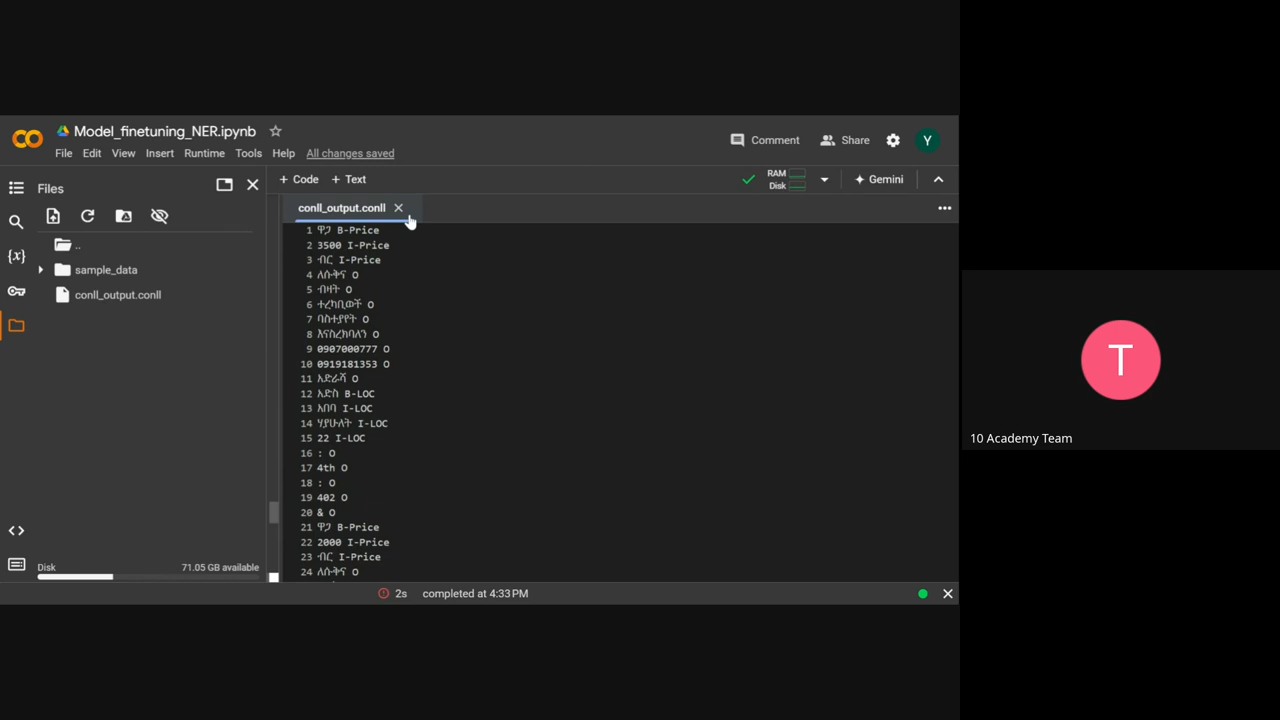 Model_finetuning_NER.ipynb
File Edit View Insert Runtime Tools Help All changes saved
Comment Share Y
Files
+ Code + Text
RAM
Disk
Gemini
conll_output.conll
..
sample_data
conll_output.conll
1 ዋጋ B-Price
2 3500 I-Price
3 ብር I-Price
4 ለሱቅና O
5 ብዛት O
6 ተረካቢወች O
7 ባስተያየት O
8 እናስረክባለን O
9 0907000777 O
10 0919181353 O
11 አድራሻ O
12 አድስ B-LOC
13 አበባ I-LOC
14 ሃያሁለት I-LOC
15 22 I-LOC
16 : O
17 4th O
18 : O
19 402 O
20 & O
21 ዋጋ B-Price
22 2000 I-Price
23 ብር I-Price
24 ለሱቅና O
Disk 71.05 GB available
2s completed at 4:33 PM
T
10 Academy Team